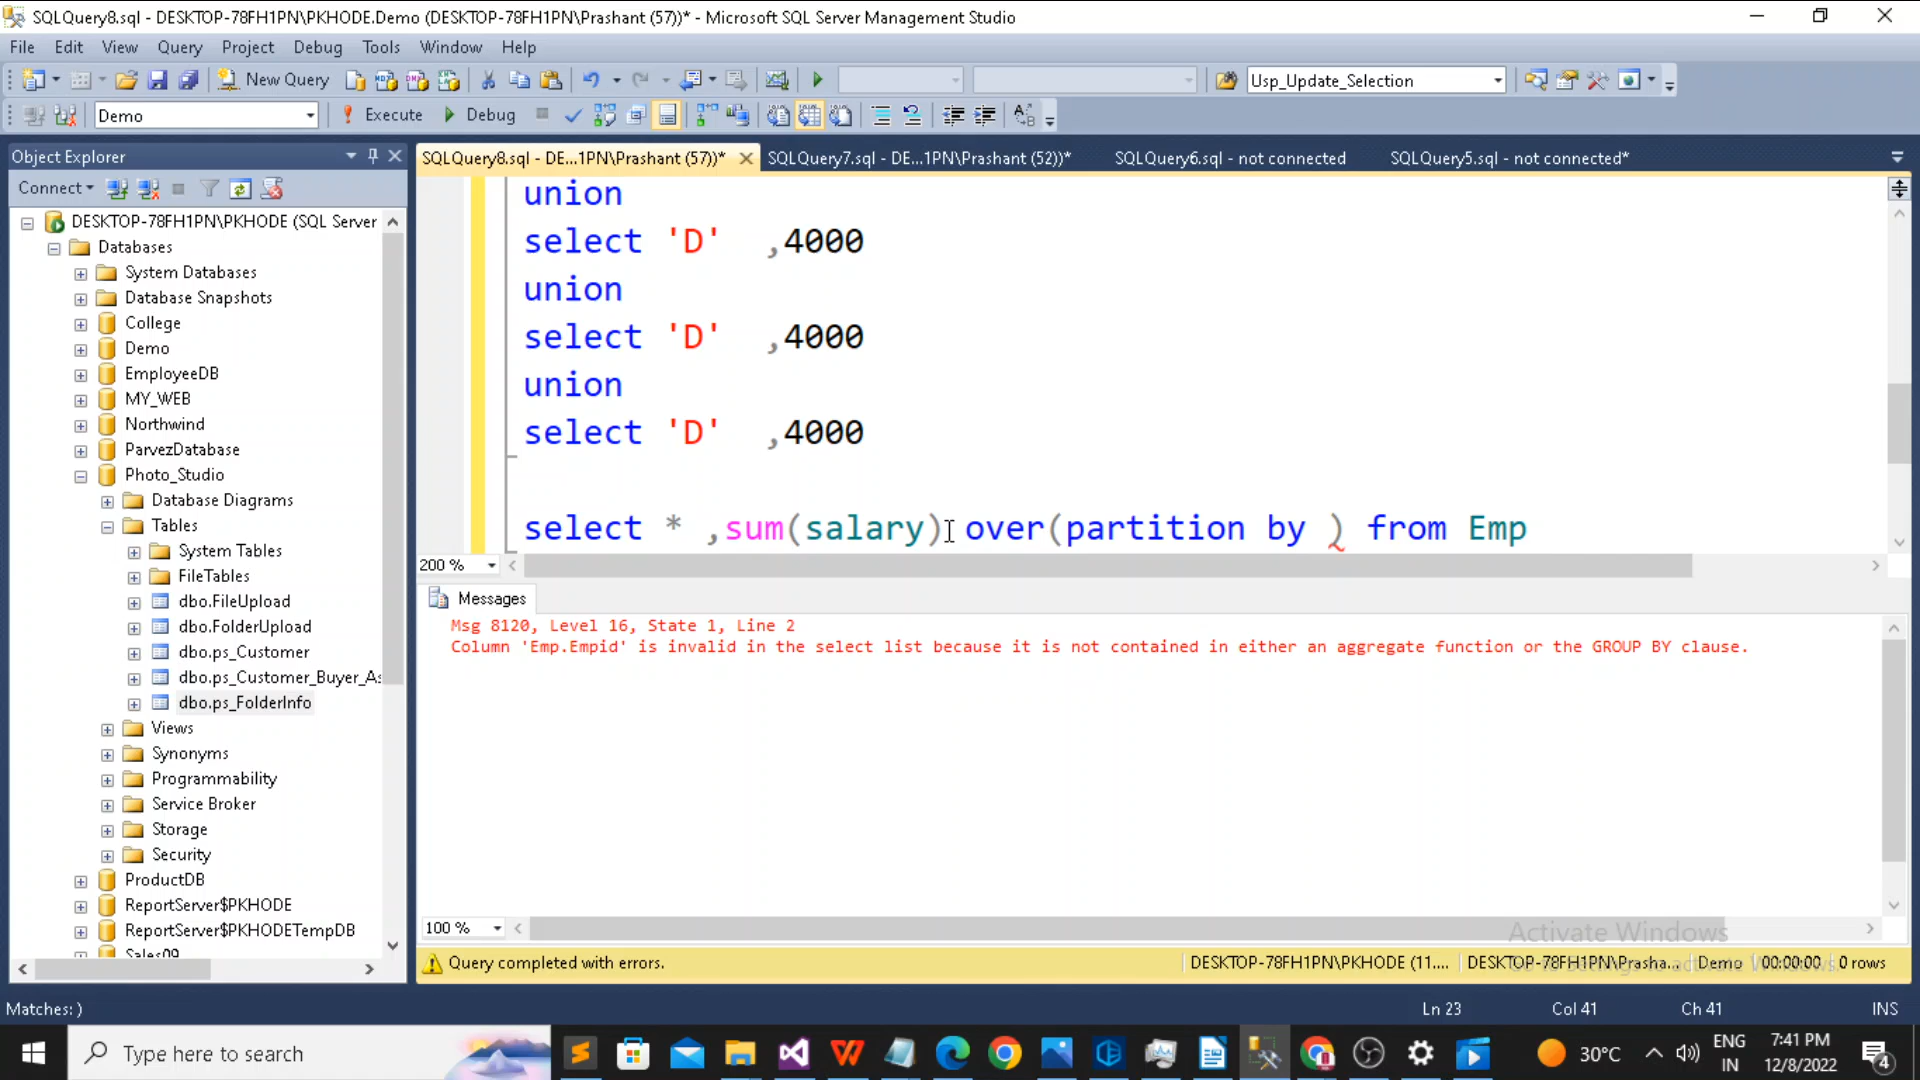 SQLQuery8.sql - DESKTOP-78FH1PN\PKHODE.Demo (DESKTOP-78FH1PN\Prashant (57))* - Microsoft SQL Server Management Studio
File Edit View Query Project Debug Tools Window Help
New Query Usp_Update_Selection
Demo Execute Debug
Object Explorer
Connect
DESKTOP-78FH1PN\PKHODE (SQL Server
Databases
System Databases
Database Snapshots
College
Demo
EmployeeDB
MY_WEB
Northwind
ParvezDatabase
Photo_Studio
Database Diagrams
Tables
System Tables
FileTables
dbo.FileUpload
dbo.FolderUpload
dbo.ps_Customer
dbo.ps_Customer_Buyer_As
dbo.ps_FolderInfo
Views
Synonyms
Programmability
Service Broker
Storage
Security
ProductDB
ReportServer$PKHODE
ReportServer$PKHODETempDB
Sales09
SQLQuery8.sql - DE...1PN\Prashant (57))* SQLQuery7.sql - DE...1PN\Prashant (52))* SQLQuery6.sql - not connected SQLQuery5.sql - not connected*
union
select 'D' ,4000
union
select 'D' ,4000
union
select 'D' ,4000
select * ,sum(salary) over(partition by ) from Emp
200 %
Messages
Msg 8120, Level 16, State 1, Line 2
Column 'Emp.Empid' is invalid in the select list because it is not contained in either an aggregate function or the GROUP BY clause.
100 %
Activate Windows
Query completed with errors. DESKTOP-78FH1PN\PKHODE (11.... DESKTOP-78FH1PN\Prasha... Demo 00:00:00 0 rows
Matches: ) Ln 23 Col 41 Ch 41 INS
Type here to search 30°C ENG 7:41 PM
IN 12/8/2022 4